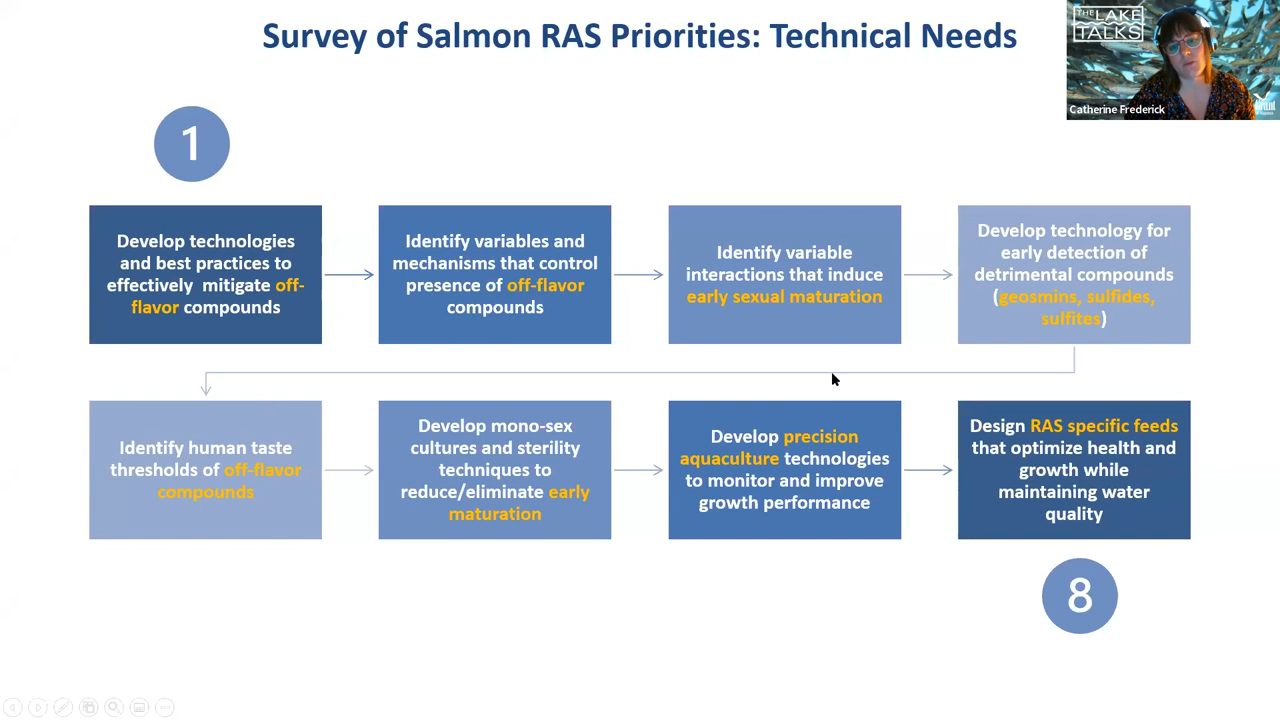 Survey of Salmon RAS Priorities: Technical Needs
THE LAKE
TALKS
Catherine Frederick
1
Develop technologies
and best practices to
effectively mitigate off-
flavor compounds
Identify variables and
mechanisms that control
presence of off-flavor
compounds
Identify variable
interactions that induce
early sexual maturation
Develop technology for
early detection of
detrimental compounds
(geosmins, sulfides,
sulfites)
Identify human taste
thresholds of off-flavor
compounds
Develop mono-sex
cultures and sterility
techniques to
reduce/eliminate early
maturation
Develop precision
aquaculture technologies
to monitor and improve
growth performance
Design RAS specific feeds
that optimize health and
growth while
maintaining water
quality
8